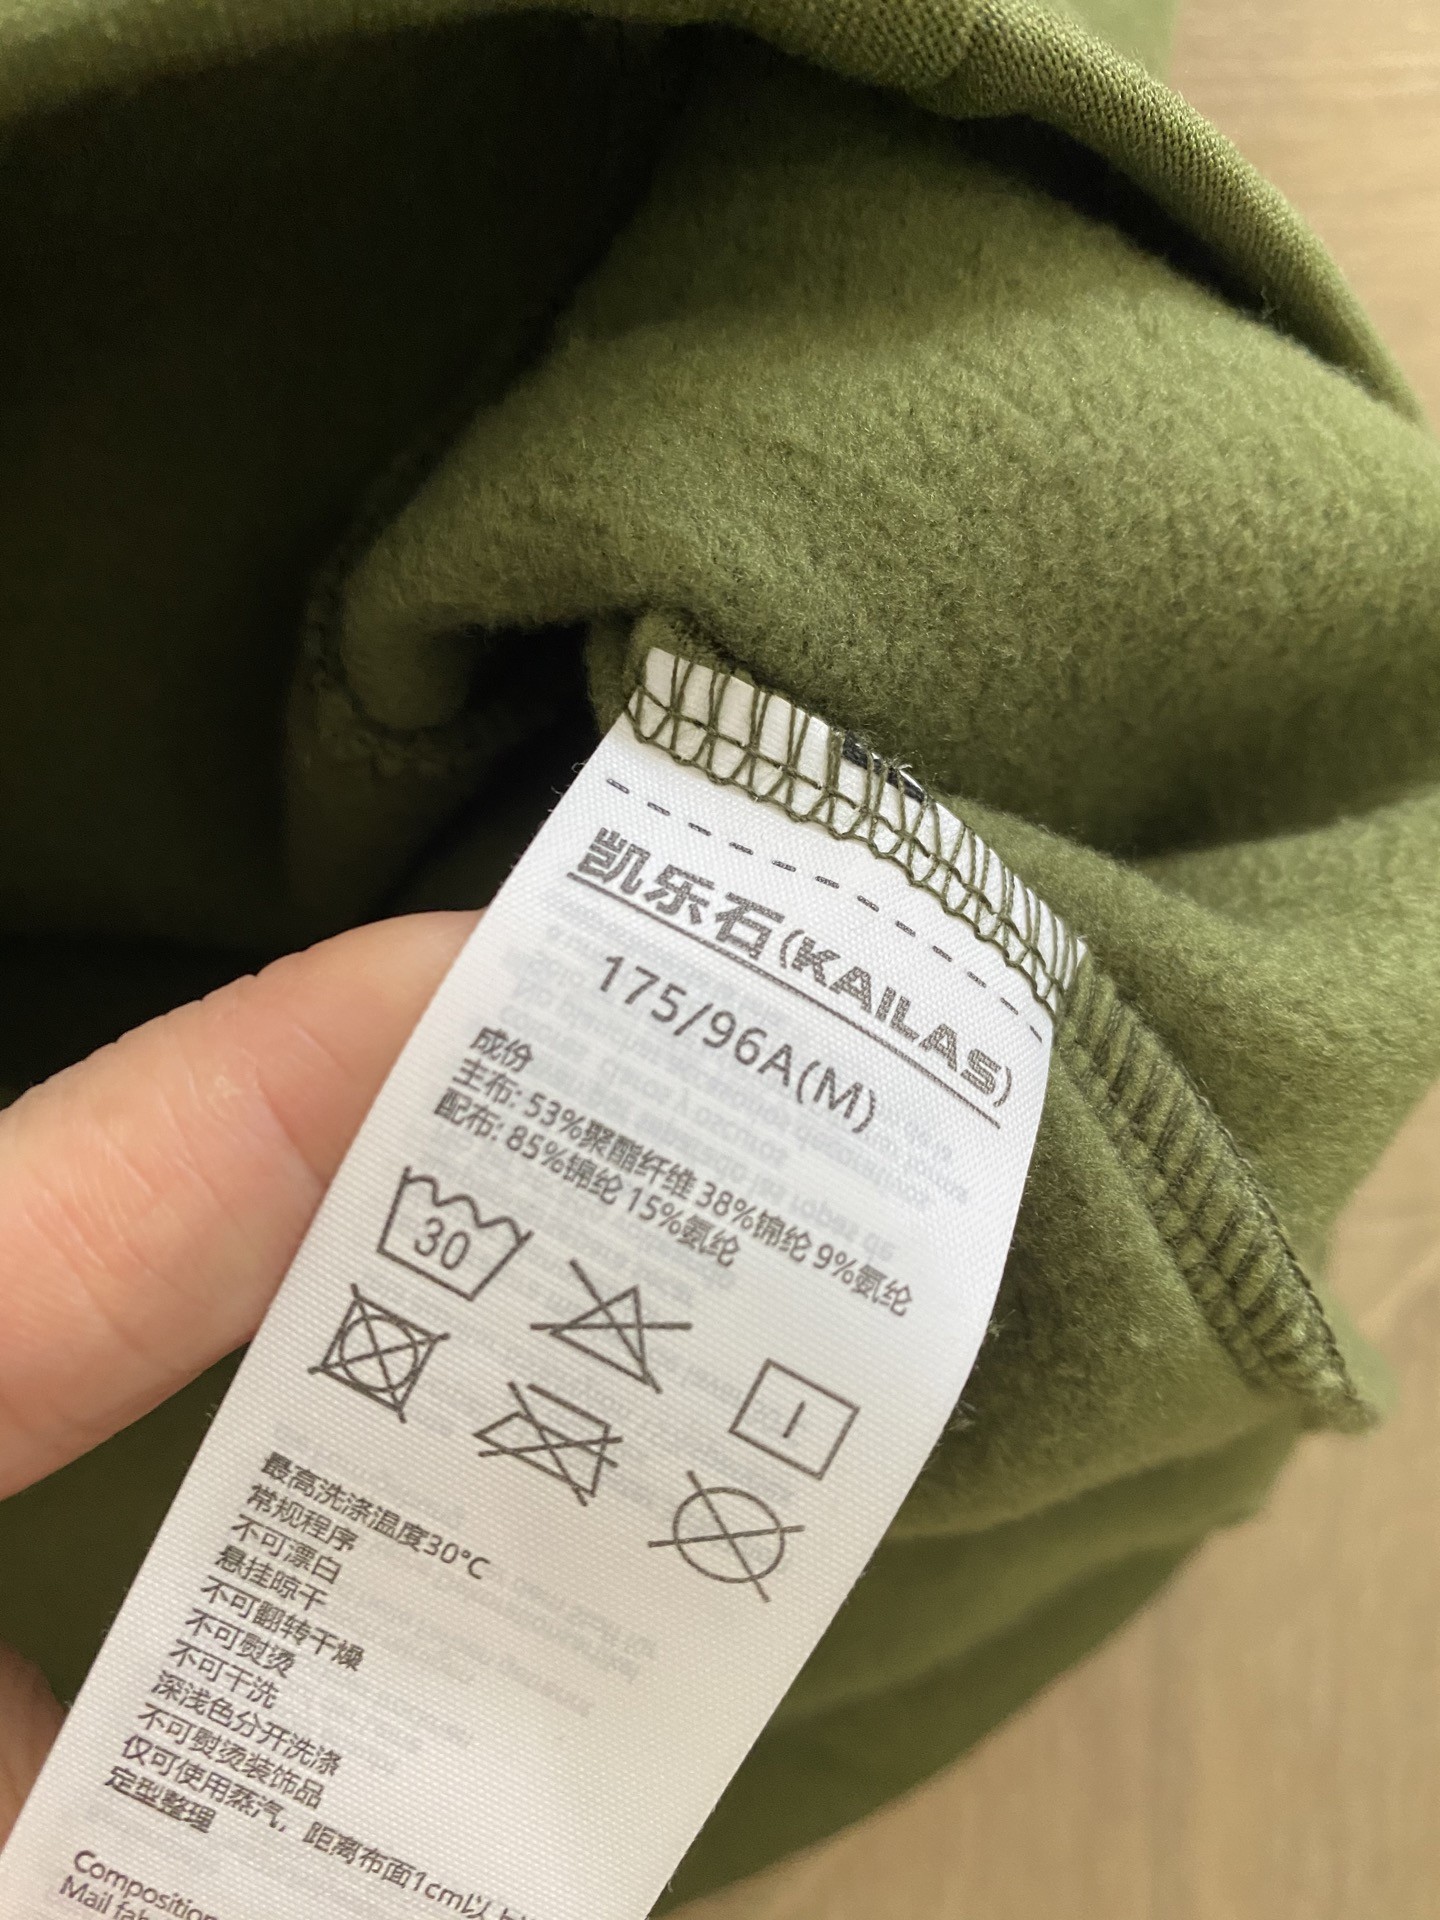 凯乐石(KAILAS)
175/96A(M)
成份
主布: 53%聚酯纤维 38%锦纶 9%氨纶
配布: 85%锦纶 15%氨纶
30
最高洗涤温度30°C
常规程序
不可漂白
悬挂晾干
不可翻转干燥
不可熨烫
不可干洗
深浅色分开洗涤
不可熨烫装饰品
仅可使用蒸汽，距离布面1cm以上
定型整理
Composition
Mail